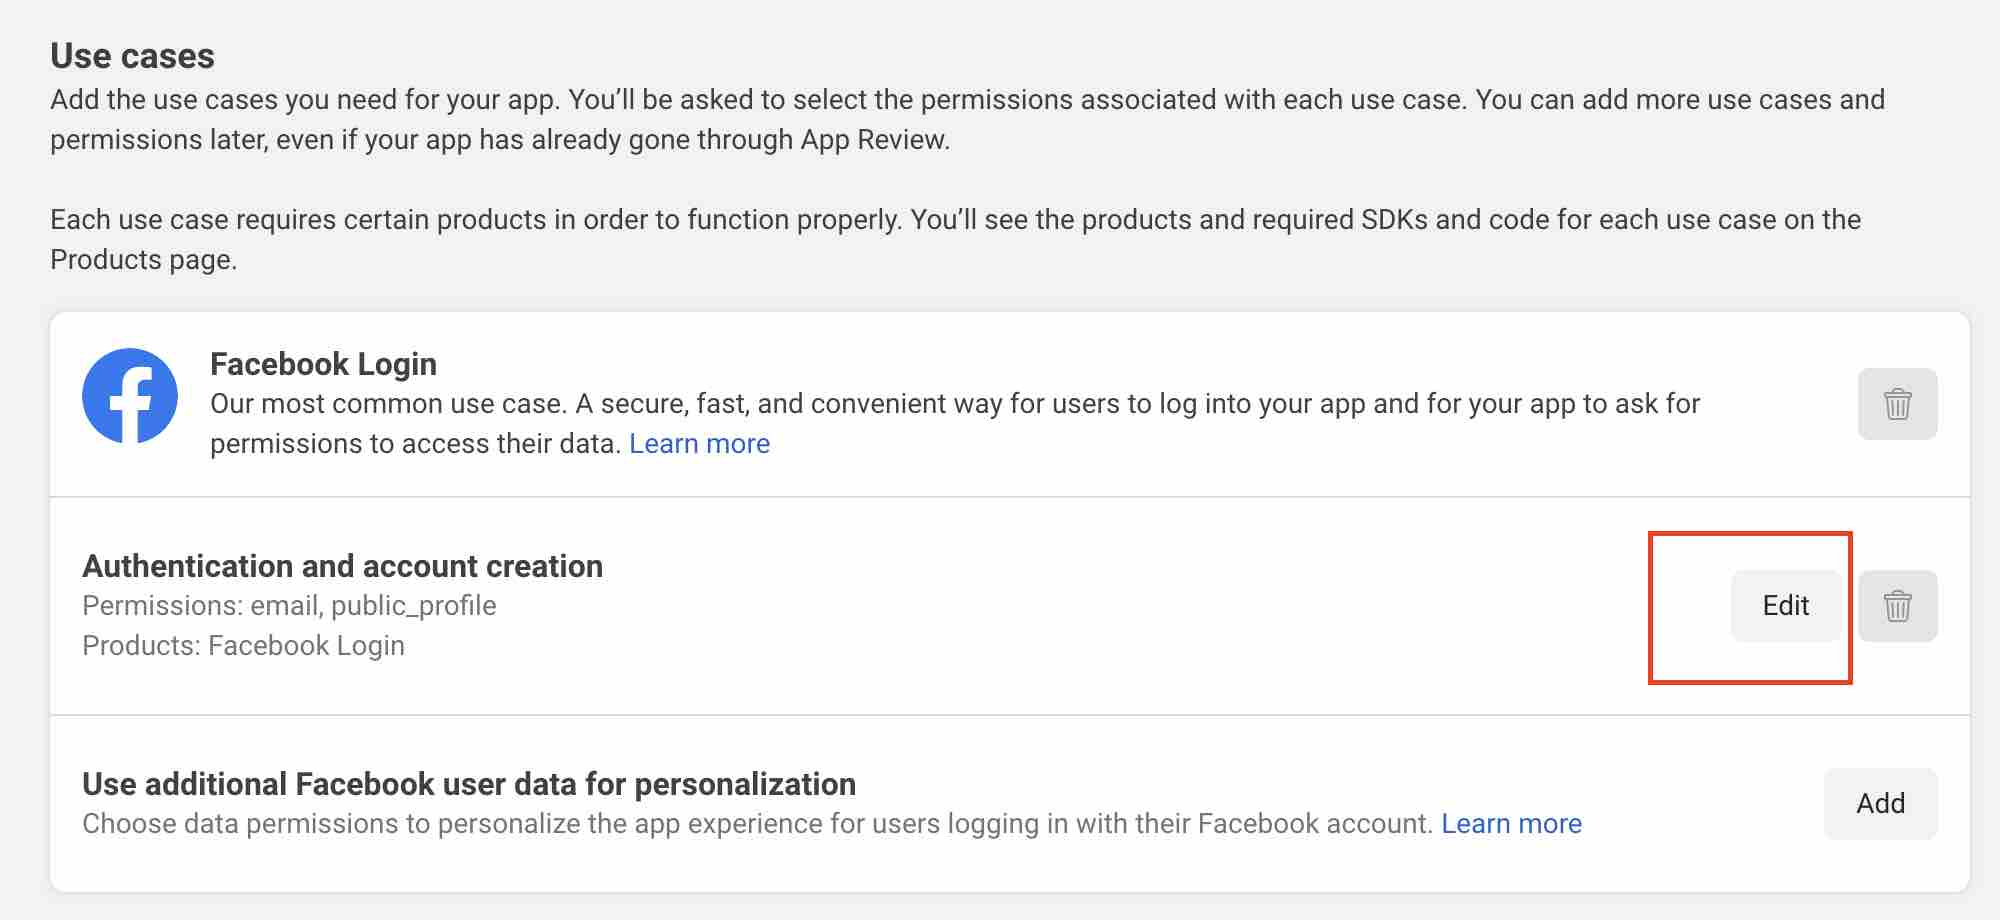 Use cases
Add the use cases you need for your app. You’ll be asked to select the permissions associated with each use case. You can add more use cases and
permissions later, even if your app has already gone through App Review.
Each use case requires certain products in order to function properly. You’ll see the products and required SDKs and code for each use case on the
Products page.
Facebook Login
Our most common use case. A secure, fast, and convenient way for users to log into your app and for your app to ask for
permissions to access their data. Learn more
Authentication and account creation
Permissions: email, public_profile
Products: Facebook Login
Edit
Use additional Facebook user data for personalization
Choose data permissions to personalize the app experience for users logging in with their Facebook account. Learn more
Add